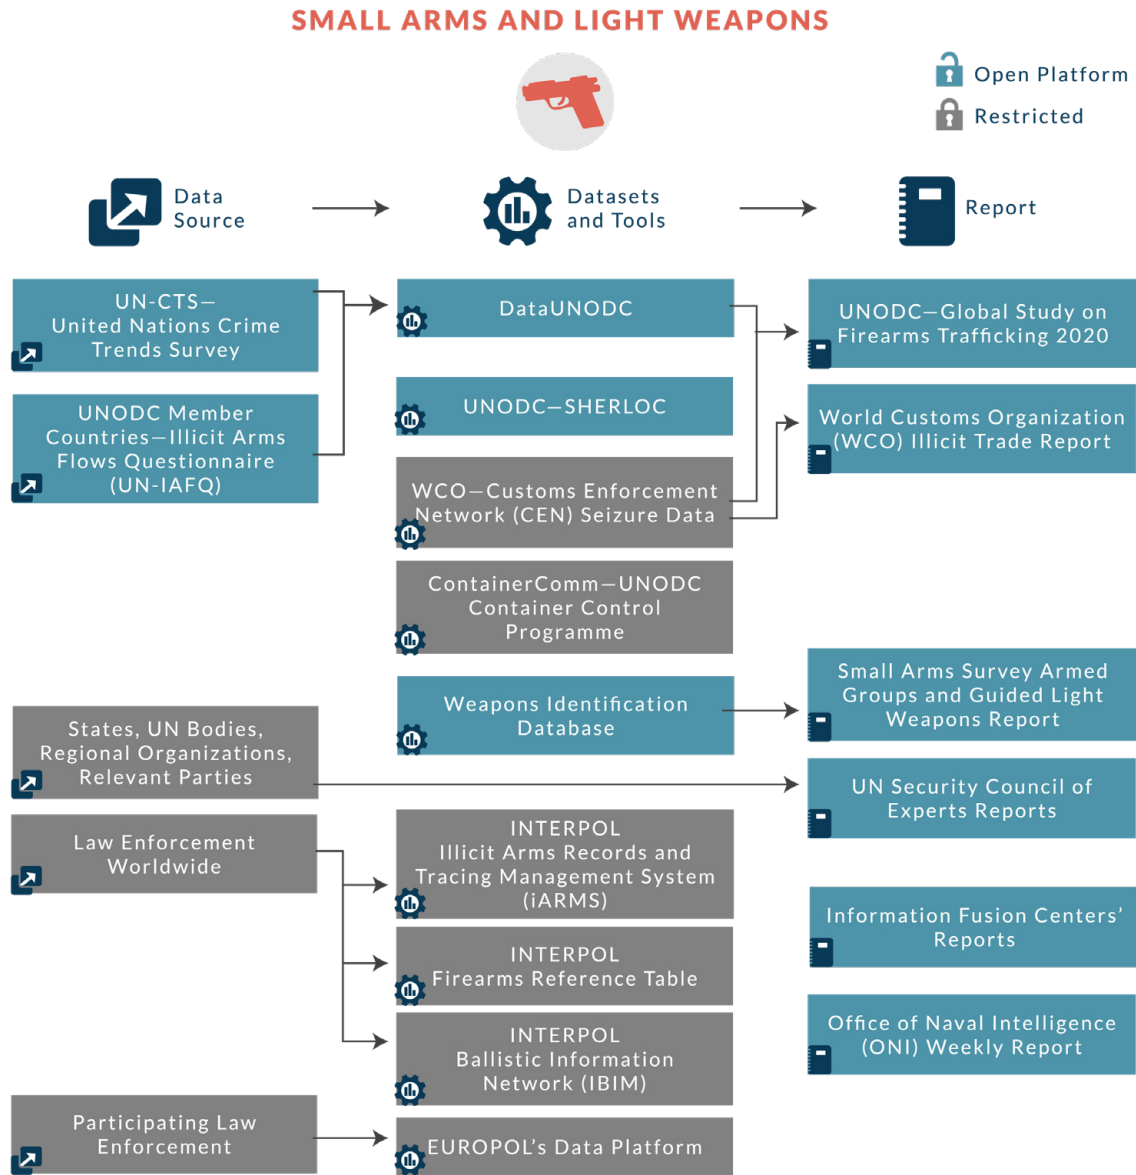 SMALL ARMS AND LIGHT WEAPONS
Open Platform
Restricted
Data
Source
Datasets
and Tools
Report
UN-CTS—
United Nations Crime
Trends Survey
UNODC Member
Countries—Illicit Arms
Flows Questionnaire
(UN-IAFQ)
States, UN Bodies,
Regional Organizations,
Relevant Parties
Law Enforcement
Worldwide
Participating Law
Enforcement
DataUNODC
UNODC—SHERLOC
WCO—Customs Enforcement
Network (CEN) Seizure Data
ContainerComm—UNODC
Container Control
Programme
Weapons Identification
Database
INTERPOL
Illicit Arms Records and
Tracing Management System
(iARMS)
INTERPOL
Firearms Reference Table
INTERPOL
Ballistic Information
Network (IBIM)
EUROPOL’s Data Platform
UNODC—Global Study on
Firearms Trafficking 2020
World Customs Organization
(WCO) Illicit Trade Report
Small Arms Survey Armed
Groups and Guided Light
Weapons Report
UN Security Council of
Experts Reports
Information Fusion Centers’
Reports
Office of Naval Intelligence
(ONI) Weekly Report